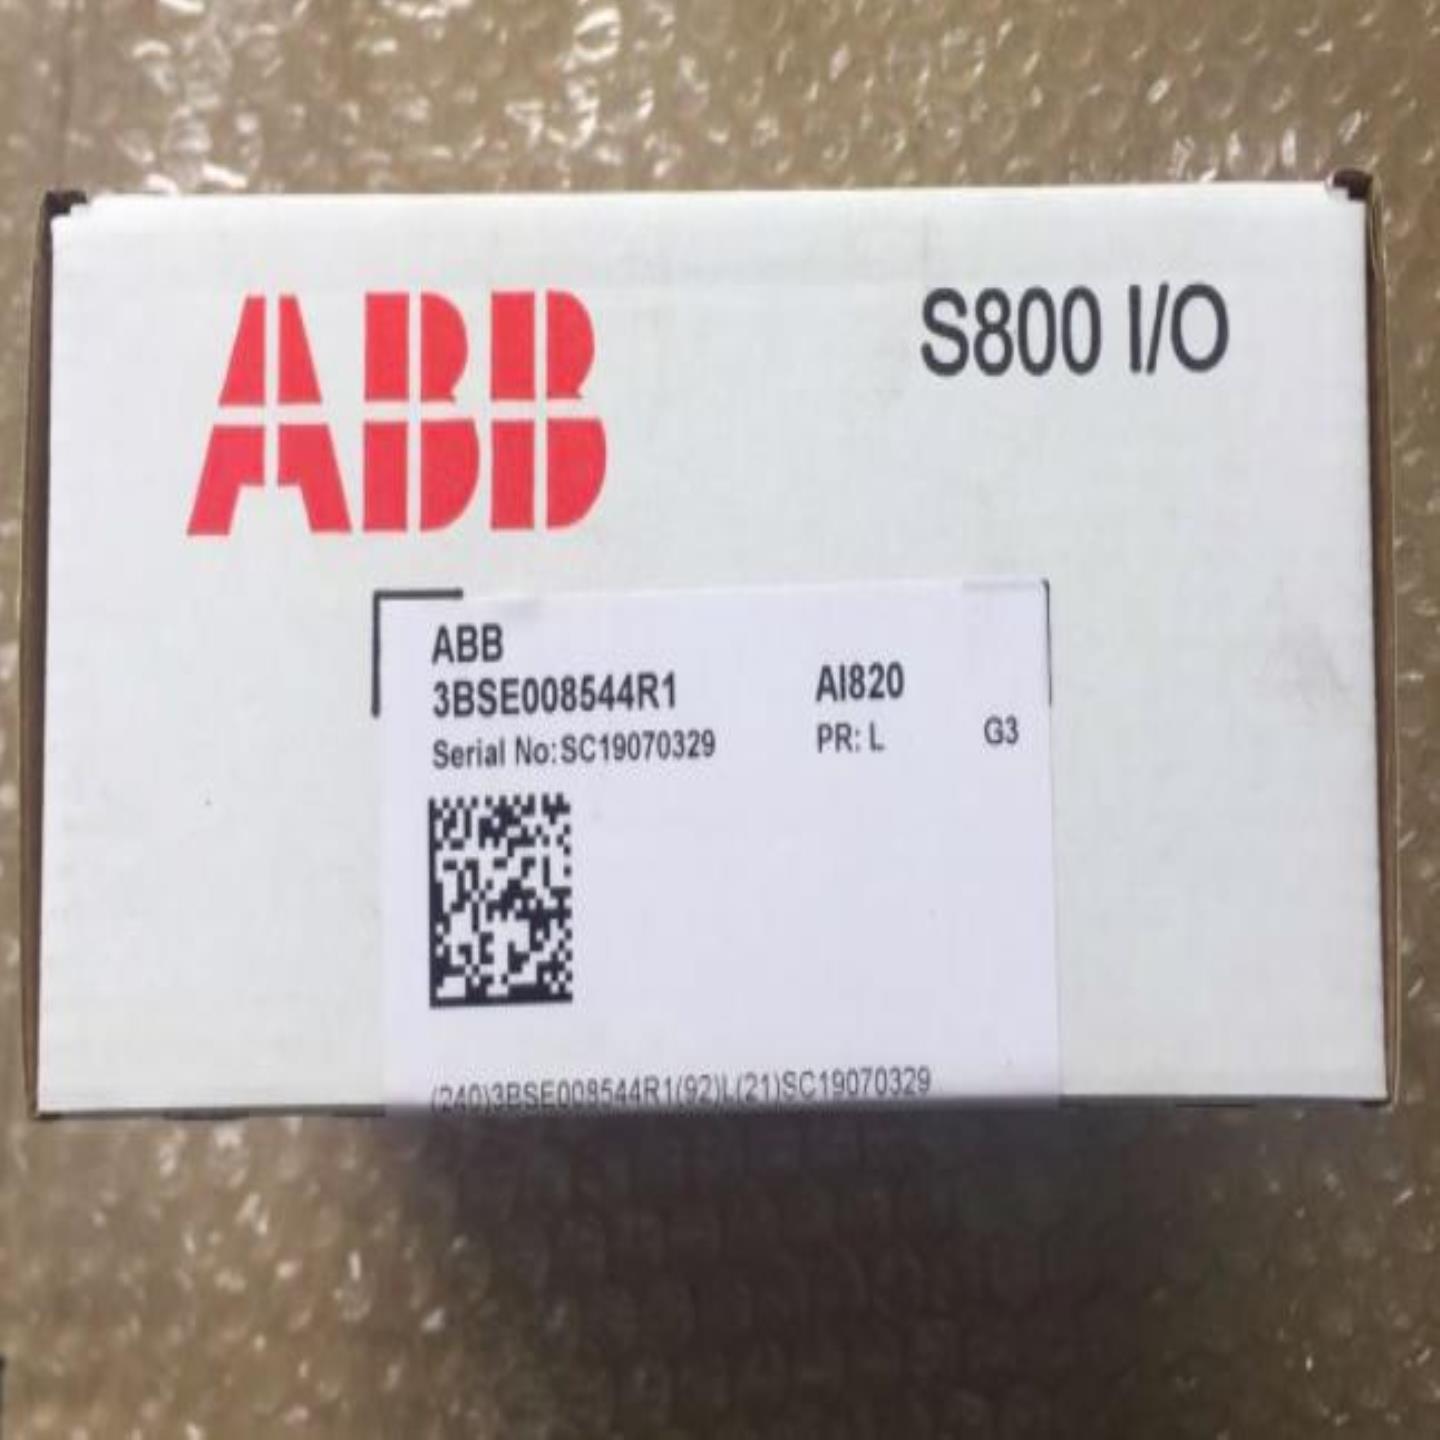 ABB
S800 I/O
ABB
3BSE008544R1 AI820
Serial No:SC19070329 PR: L G3
(240)3BSE008544R1(92)L(21)SC19070329